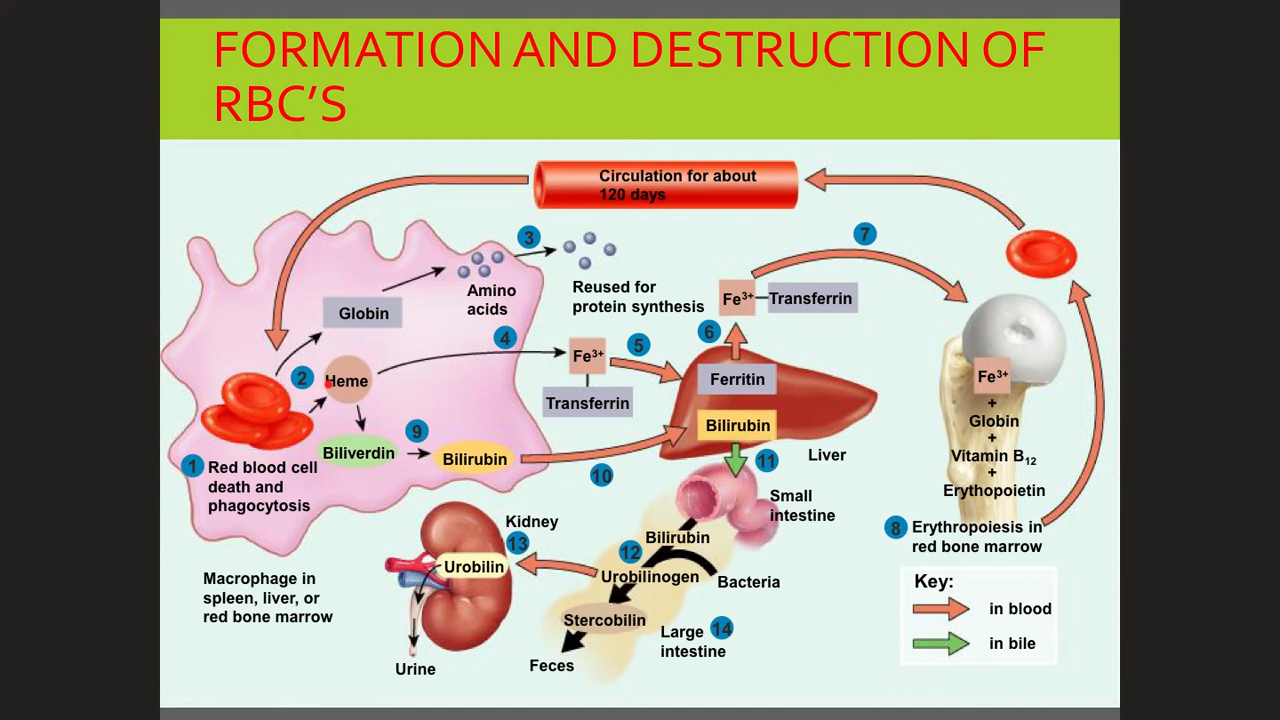 FORMATION AND DESTRUCTION OF
RBC'S
Circulation for about
120 days
3
7
Amino
acids
Reused for
protein synthesis
Fe³⁺
Transferrin
Globin
4
5
6
Fe³⁺
2
Heme
Transferrin
Ferritin
Fe³⁺
+
Globin
+
Vitamin B₁₂
+
Erythopoietin
9
Biliverdin
Bilirubin
Bilirubin
10
11
Liver
1
Red blood cell
death and
phagocytosis
Small
intestine
8
Erythropoiesis in
red bone marrow
Kidney
13
Bilirubin
12
Urobilin
Urobilinogen
Bacteria
Macrophage in
spleen, liver, or
red bone marrow
Stercobilin
Large
intestine
14
Urine
Feces
Key:
in blood
in bile